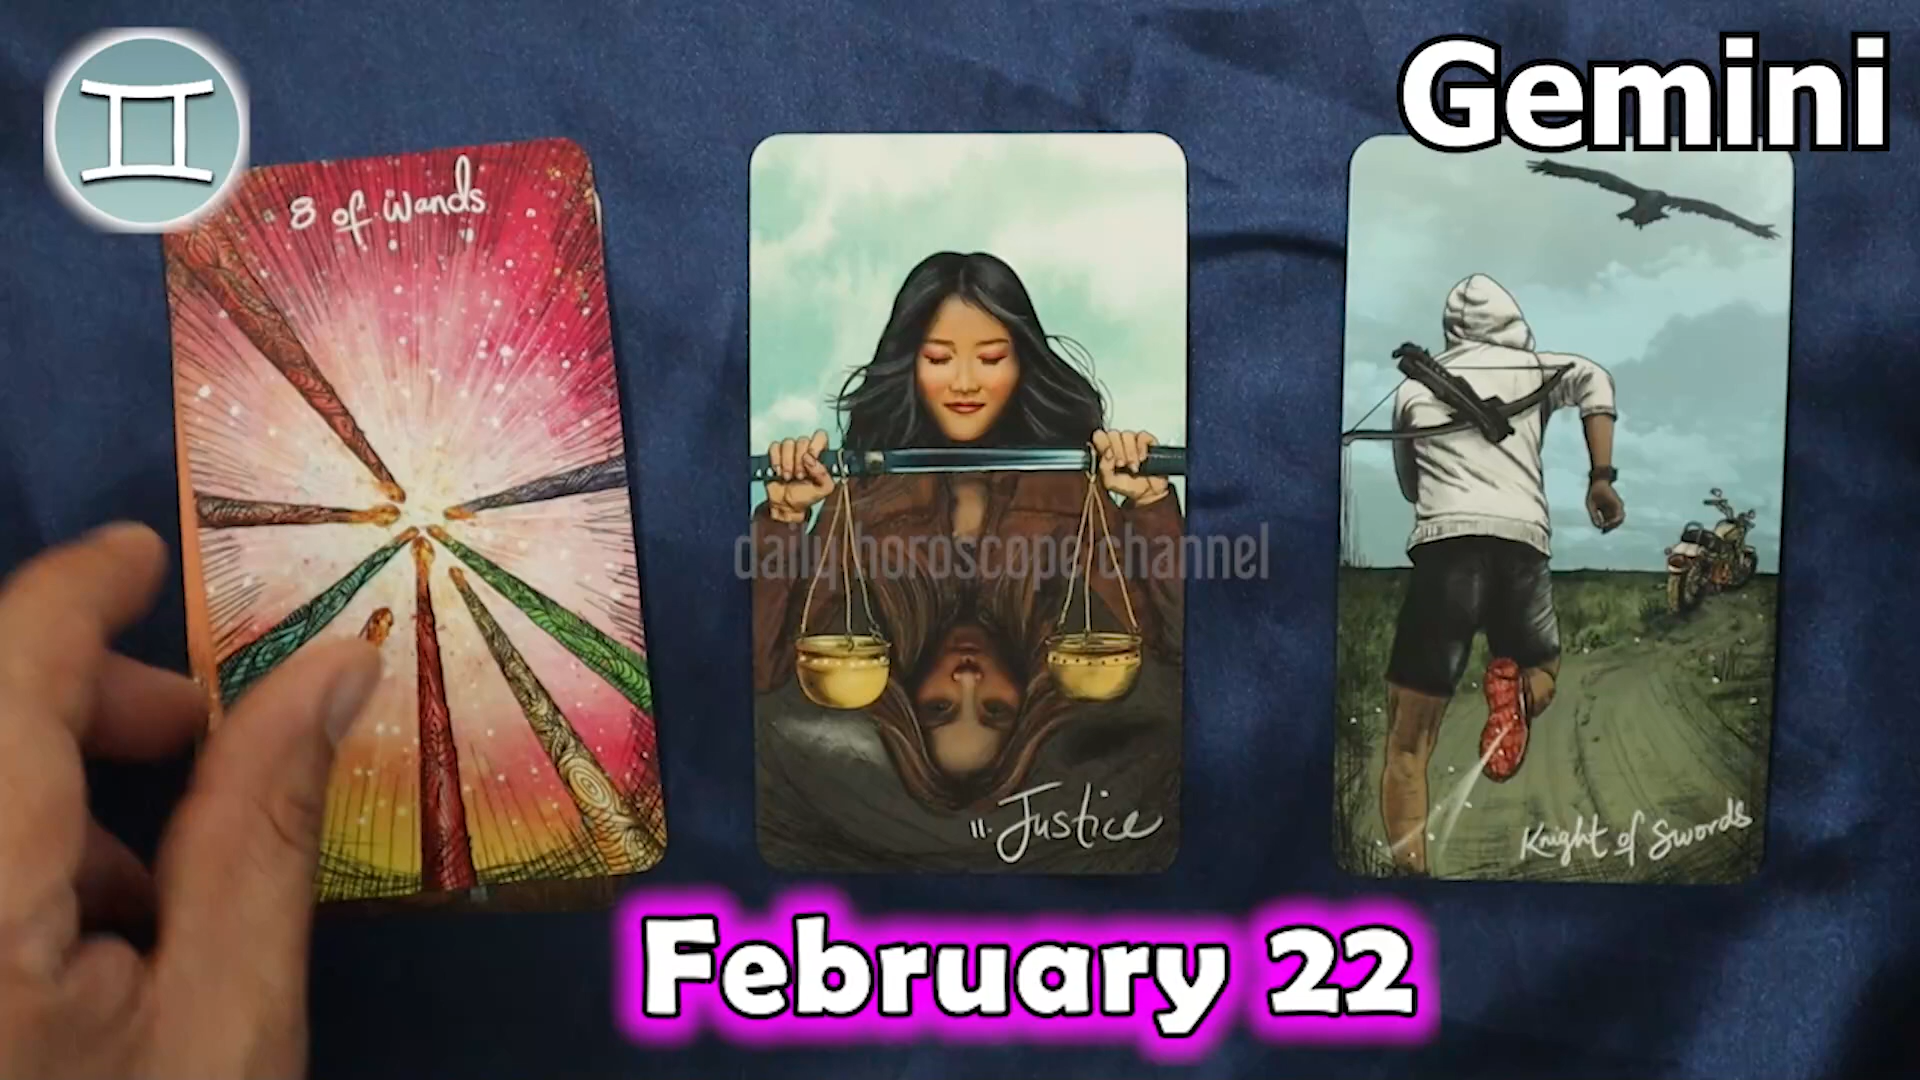 Gemini
8 of Wands
daily horoscope channel
11. Justice
Knight of Swords
February 22